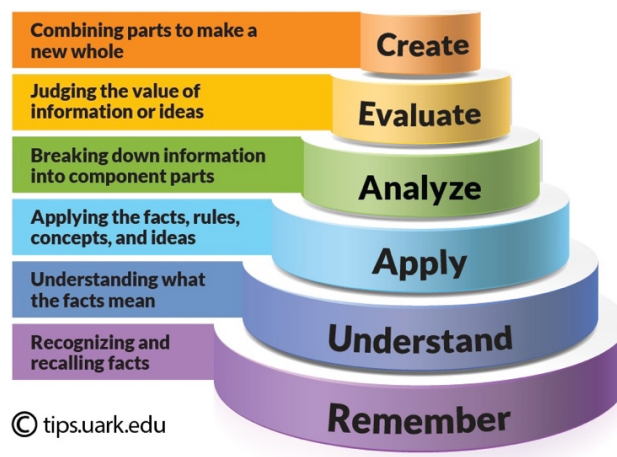 Combining parts to make a
new whole
Create
Judging the value of
information or ideas
Evaluate
Breaking down information
into component parts
Analyze
Applying the facts, rules,
concepts, and ideas
Apply
Understanding what
the facts mean
Understand
Recognizing and
recalling facts
Remember
© tips.uark.edu